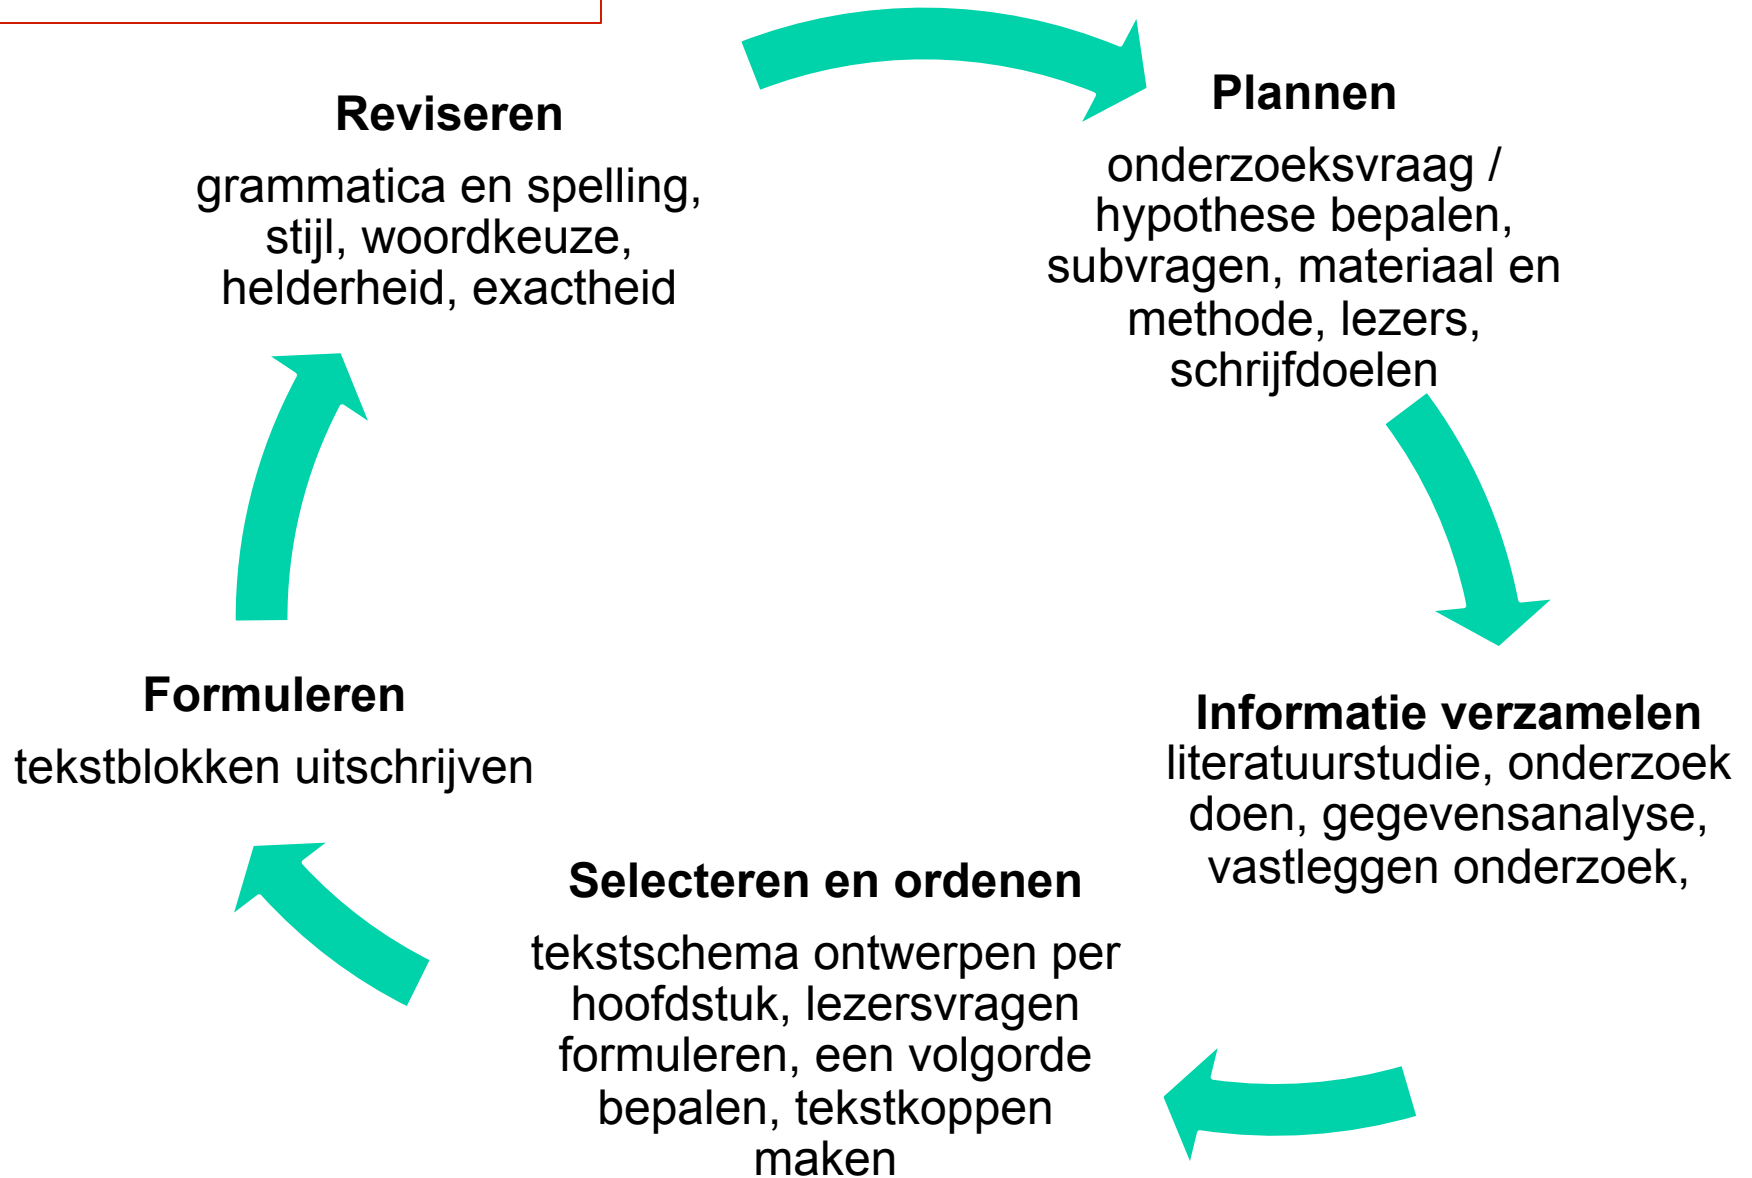 Reviseren
grammatica en spelling,
stijl, woordkeuze,
helderheid, exactheid
Plannen
onderzoeksvraag /
hypothese bepalen,
subvragen, materiaal en
methode, lezers,
schrijfdoelen
Informatie verzamelen
literatuurstudie, onderzoek
doen, gegevensanalyse,
vastleggen onderzoek,
Selecteren en ordenen
tekstschema ontwerpen per
hoofdstuk, lezersvragen
formuleren, een volgorde
bepalen, tekstkoppen
maken
Formuleren
tekstblokken uitschrijven